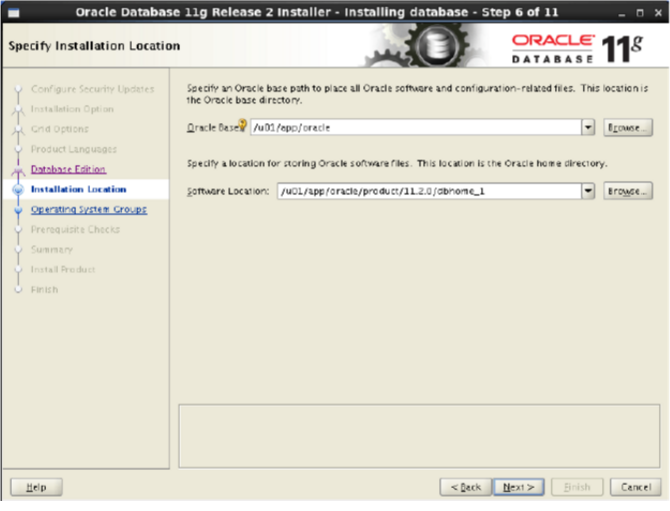 Oracle Database 11g Release 2 Installer - Installing database - Step 6 of 11
Specify Installation Location
ORACLE
DATABASE
11g
Configure Security Updates
Installation Option
Grid Options
Product Languages
Database Edition
Installation Location
Operating System Groups
Prerequisite Checks
Summary
Install Product
Finish
Specify an Oracle base path to place all Oracle software and configuration-related files. This location is
the Oracle base directory.
Oracle Base: /u01/app/oracle Browse...
Specify a location for storing Oracle software files. This location is the Oracle home directory.
Software Location: /u01/app/oracle/product/11.2.0/dbhome_1 Browse...
Help < Back Next > Finish Cancel